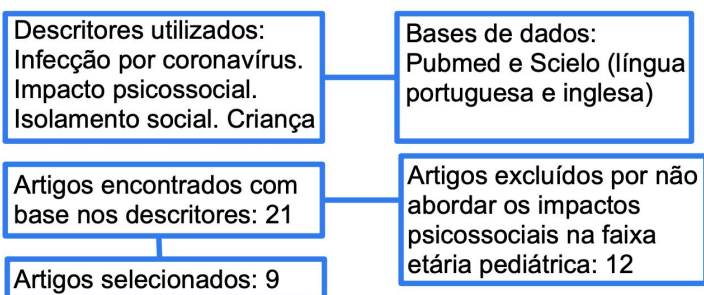 Descritores utilizados:
Infecção por coronavírus.
Impacto psicossocial.
Isolamento social. Criança
Bases de dados:
Pubmed e Scielo (língua
portuguesa e inglesa)
Artigos encontrados com
base nos descritores: 21
Artigos excluídos por não
abordar os impactos
psicossociais na faixa
etária pediátrica: 12
Artigos selecionados: 9